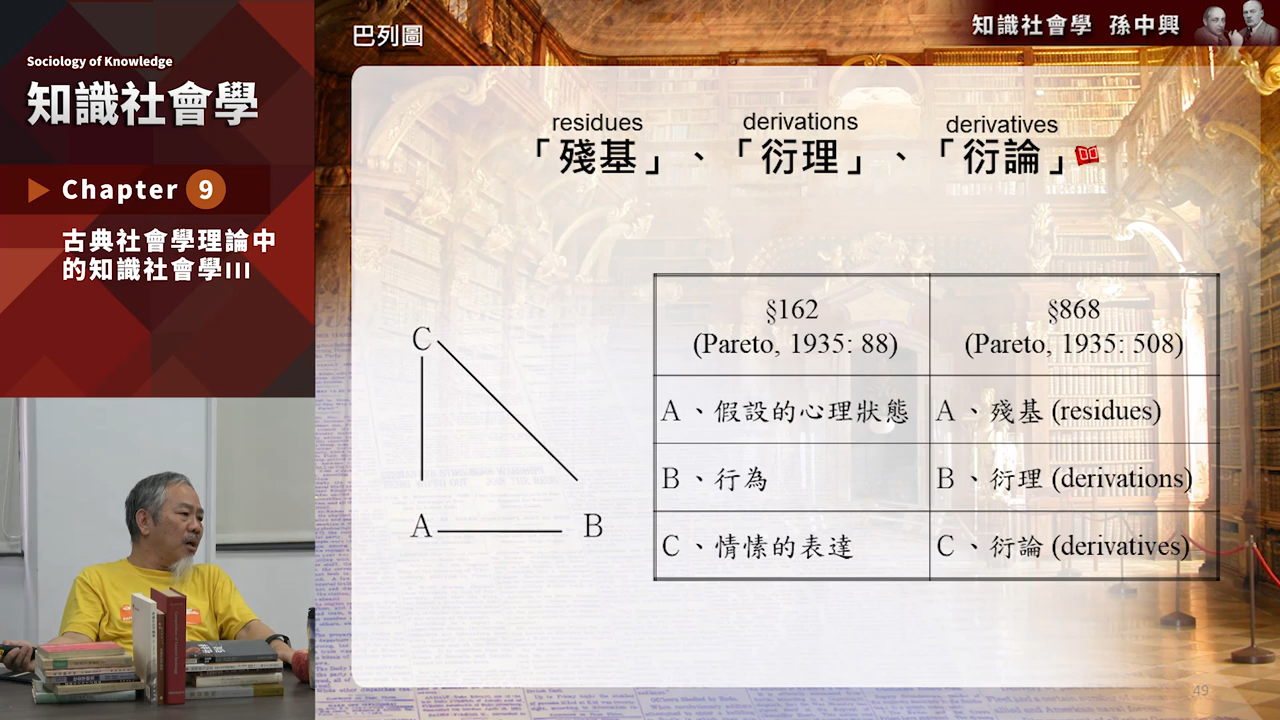 Sociology of Knowledge
知識社會學
Chapter 9
古典社會學理論中
的知識社會學III
巴列圖
知識社會學 孫中興
residues derivations derivatives
「殘基」、「衍理」、「衍論」
C
A B
§162 §868
(Pareto, 1935: 88) (Pareto, 1935: 508)
A、假設的心理狀態 A、殘基 (residues)
B、行為 B、衍理 (derivations)
C、情愫的表達 C、衍論 (derivatives)
49